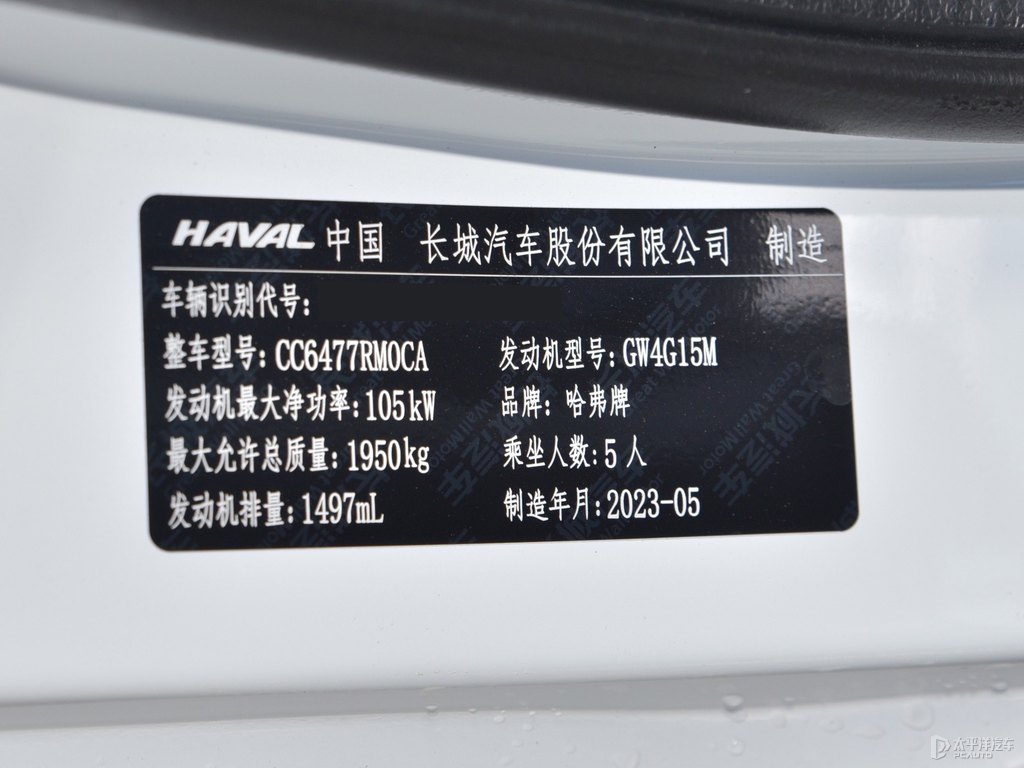 HAVAL 中国 长城汽车股份有限公司 制造
车辆识别代号:
整车型号: CC6477RM0CA 发动机型号: GW4G15M
发动机最大净功率: 105kW 品牌: 哈弗牌
最大允许总质量: 1950kg 乘坐人数: 5 人
发动机排量: 1497mL 制造年月: 2023-05
太平洋汽车
PCAUTO